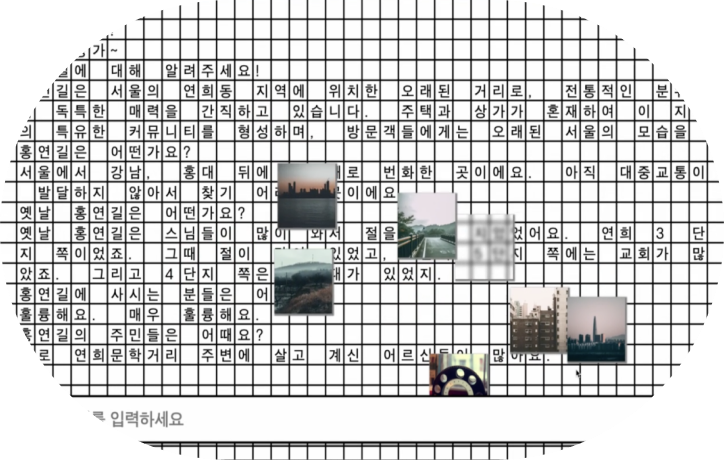 가~
에 대해 알려주세요!
길은 서울의 연희동 지역에 위치한 오래된 거리로, 전통적인
독특한 매력을 간직하고 있습니다. 주택과 상가가 혼재하여 이 지
의 특유한 커뮤니티를 형성하며, 방문객들에게는 오래된 서울의 모습을
홍연길은 어떤가요?
서울에서 강남, 홍대 뒤에 로 번화한 곳이에요. 아직 대중교통이
발달하지 않아서 찾기 이에요
옛날 홍연길은 어떤가요?
옛날 홍연길은 스님들이 많이 와서 절을 었어요. 연희 3 단
지 쪽이었죠. 그때 절이 있었고, 지 쪽에는 교회가 많
았죠. 그리고 4 단지 쪽은 가 있었지.
홍연길에 사시는 분들은 어
훌륭해요. 매우 훌륭해요.
홍연길의 주민들은 어때요?
로 연희문학거리 주변에 살고 계신 어르신들이 많아요.
를 입력하세요